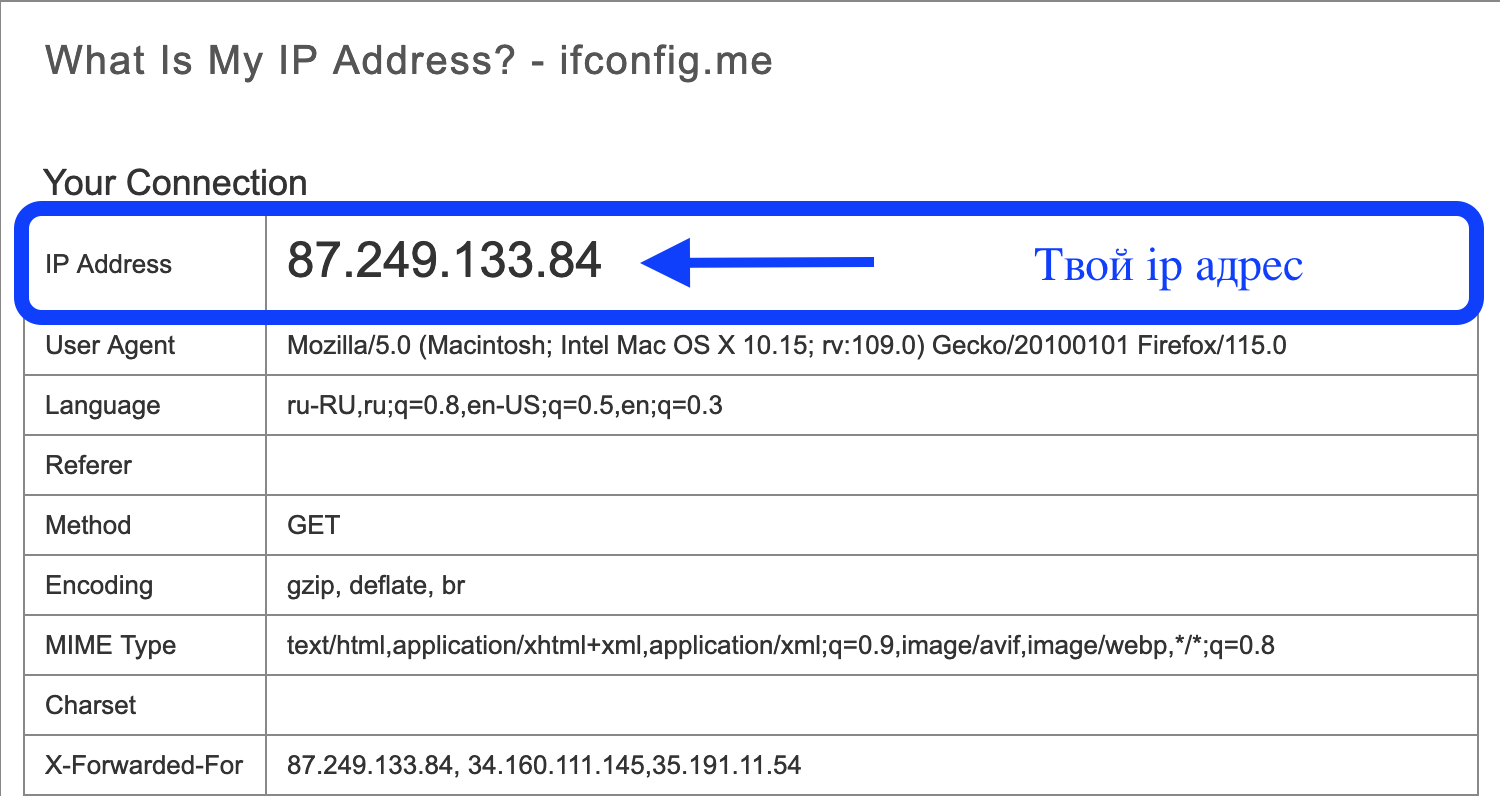 What Is My IP Address? - ifconfig.me
Your Connection
IP Address 87.249.133.84 Твой ip адрес
User Agent Mozilla/5.0 (Macintosh; Intel Mac OS X 10.15; rv:109.0) Gecko/20100101 Firefox/115.0
Language ru-RU,ru;q=0.8,en-US;q=0.5,en;q=0.3
Referer
Method GET
Encoding gzip, deflate, br
MIME Type text/html,application/xhtml+xml,application/xml;q=0.9,image/avif,image/webp,*/*;q=0.8
Charset
X-Forwarded-For 87.249.133.84, 34.160.111.145,35.191.11.54